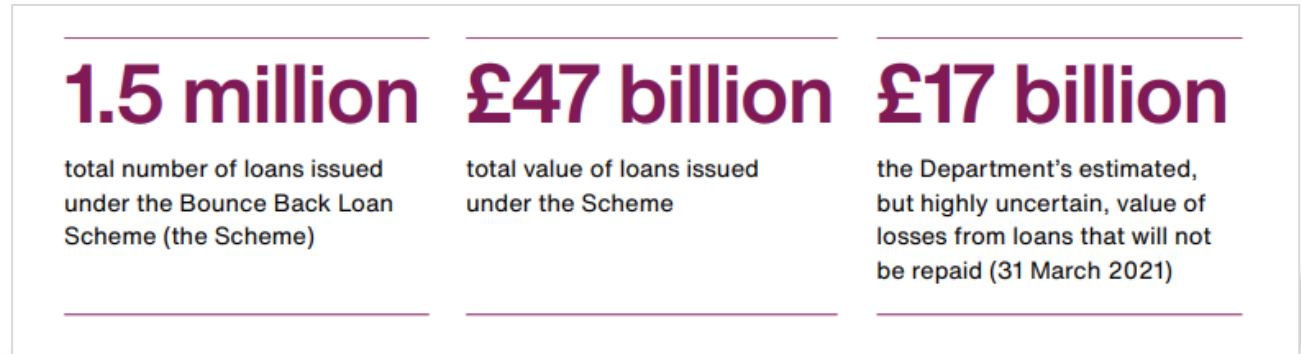 1.5 million
total number of loans issued
under the Bounce Back Loan
Scheme (the Scheme)
£47 billion
total value of loans issued
under the Scheme
£17 billion
the Department’s estimated,
but highly uncertain, value of
losses from loans that will not
be repaid (31 March 2021)